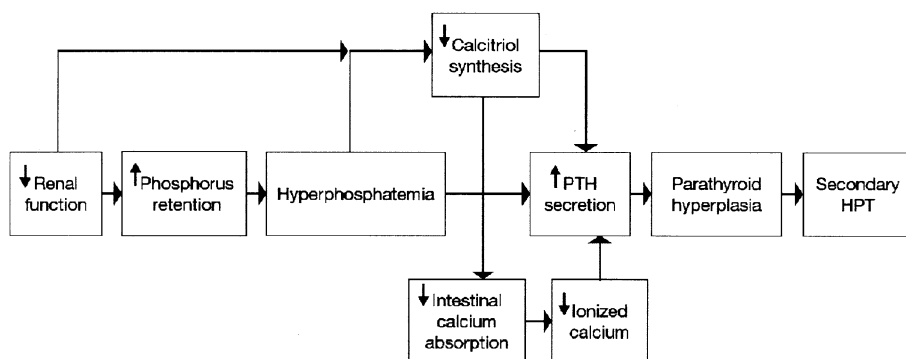 ↓ Calcitriol
synthesis
↓ Renal
function
↑ Phosphorus
retention
Hyperphosphatemia
↑ PTH
secretion
Parathyroid
hyperplasia
Secondary
HPT
↓ Intestinal
calcium
absorption
↓ Ionized
calcium